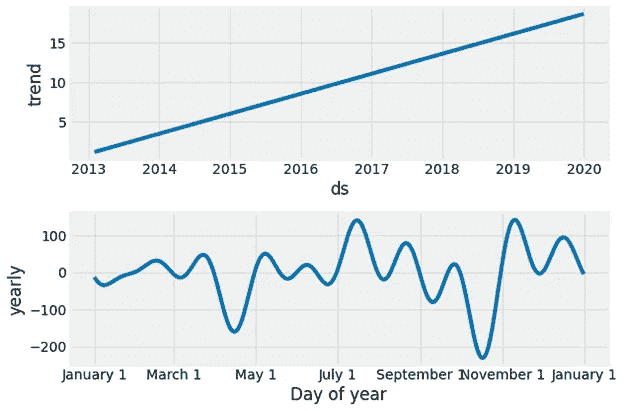 trend
15
10
5
2013 2014 2015 2016 2017 2018 2019 2020
ds
yearly
100
0
−100
−200
January 1 March 1 May 1 July 1 September 1 November 1 January 1
Day of year